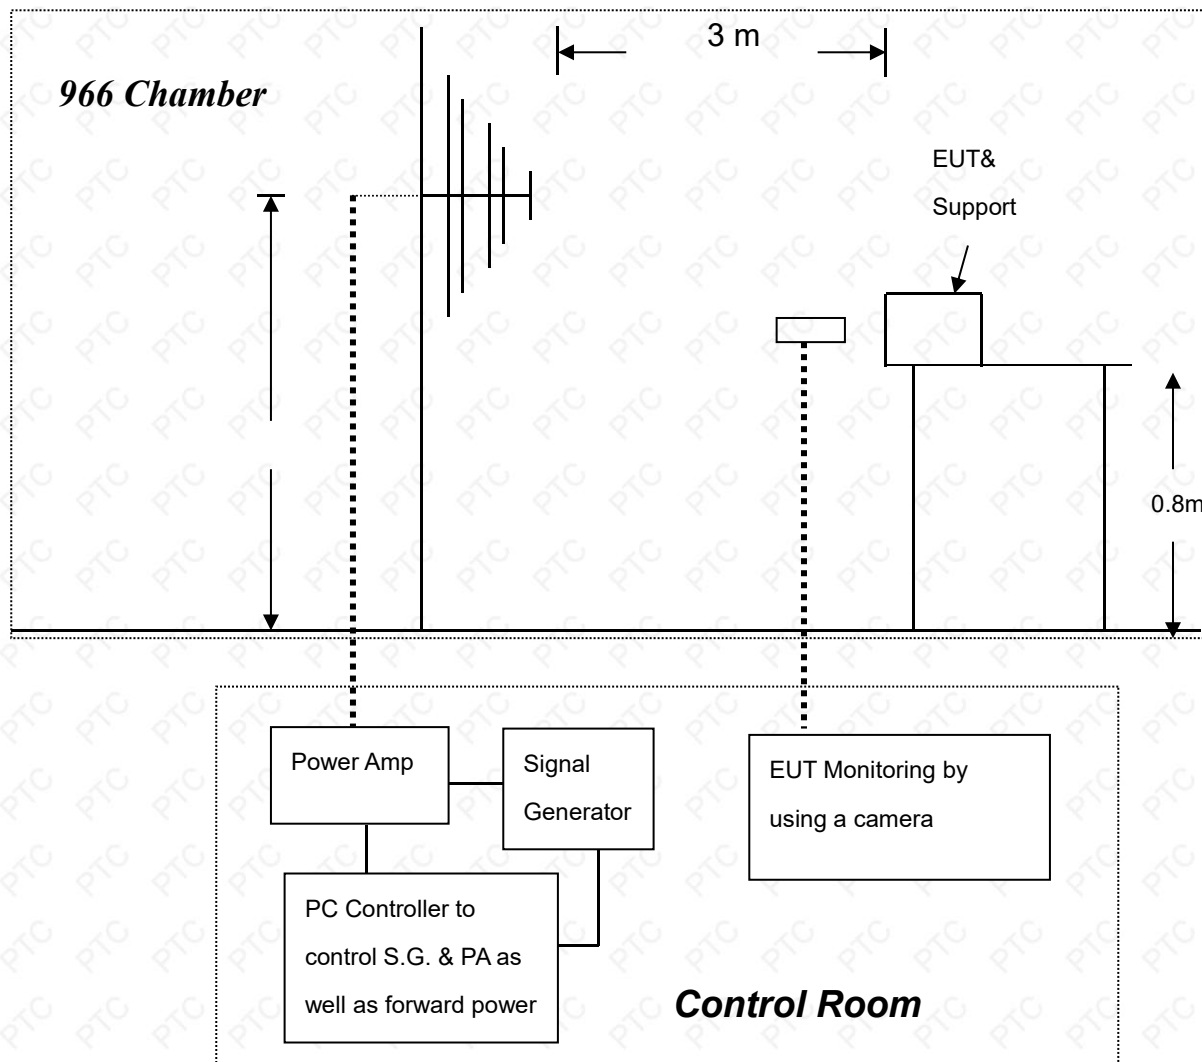 3 m
966 Chamber
EUT&
Support
0.8m
Power Amp
Signal
Generator
EUT Monitoring by
using a camera
PC Controller to
control S.G. & PA as
well as forward power
Control Room
PTC